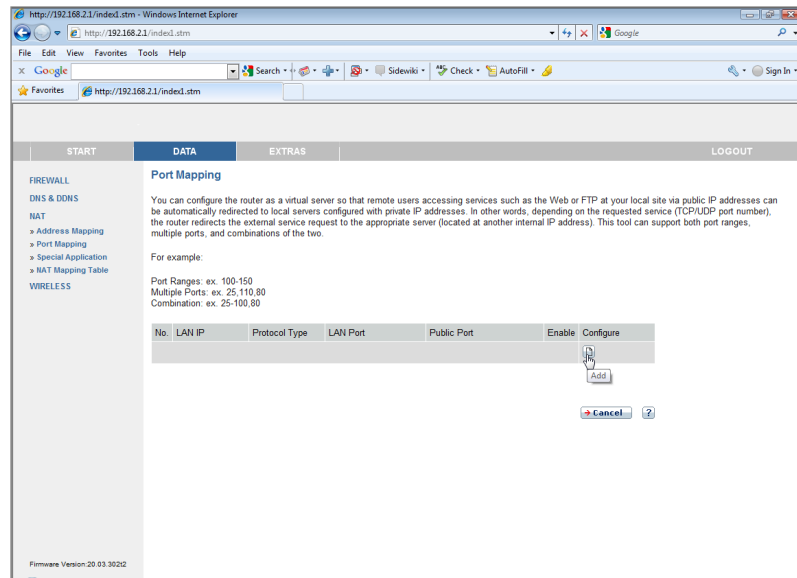 http://192.168.2.1/index1.stm - Windows Internet Explorer
http://192.168.2.1/index1.stm
Google
File Edit View Favorites Tools Help
x Google Search Sidewiki Check AutoFill Sign In
Favorites http://192.168.2.1/index1.stm
START DATA EXTRAS LOGOUT
FIREWALL
DNS & DDNS
NAT
» Address Mapping
» Port Mapping
» Special Application
» NAT Mapping Table
WIRELESS
Port Mapping
You can configure the router as a virtual server so that remote users accessing services such as the Web or FTP at your local site via public IP addresses can
be automatically redirected to local servers configured with private IP addresses. In other words, depending on the requested service (TCP/UDP port number),
the router redirects the external service request to the appropriate server (located at another internal IP address). This tool can support both port ranges,
multiple ports, and combinations of the two.
For example:
Port Ranges: ex. 100-150
Multiple Ports: ex. 25,110,80
Combination: ex. 25-100,80
No. LAN IP Protocol Type LAN Port Public Port Enable Configure
Add
Cancel ?
Firmware Version:20.03.302t2